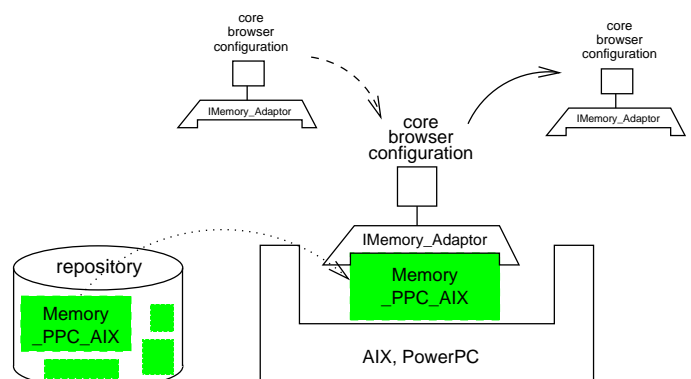 core
browser
configuration
IMemory_Adaptor
core
browser
configuration
IMemory_Adaptor
core
browser
configuration
IMemory_Adaptor
repository
Memory
_PPC_AIX
Memory
_PPC_AIX
AIX, PowerPC